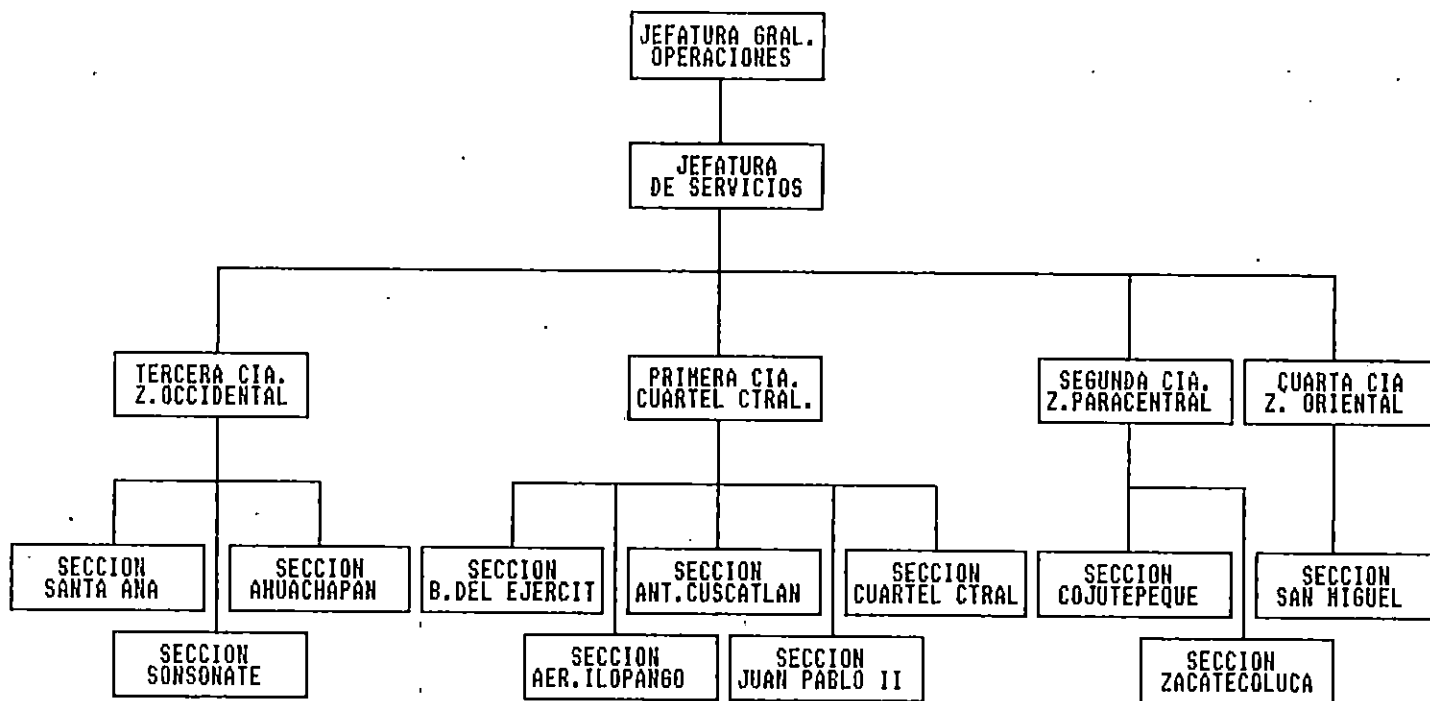 JEFATURA GRAL.
OPERACIONES
JEFATURA
DE SERVICIOS
TERCERA CIA.
Z.OCCIDENTAL
PRIMERA CIA.
CUARTEL CTRAL.
SEGUNDA CIA.
Z.PARACENTRAL
CUARTA CIA
Z. ORIENTAL
SECCION
SANTA ANA
SECCION
AHUACHAPAN
SECCION
B.DEL EJERCIT
SECCION
ANT.CUSCATLAN
SECCION
CUARTEL CTRAL
SECCION
COJUTEPEQUE
SECCION
SAN MIGUEL
SECCION
SONSONATE
SECCION
AER.ILOPANGO
SECCION
JUAN PABLO II
SECCION
ZACATECOLUCA